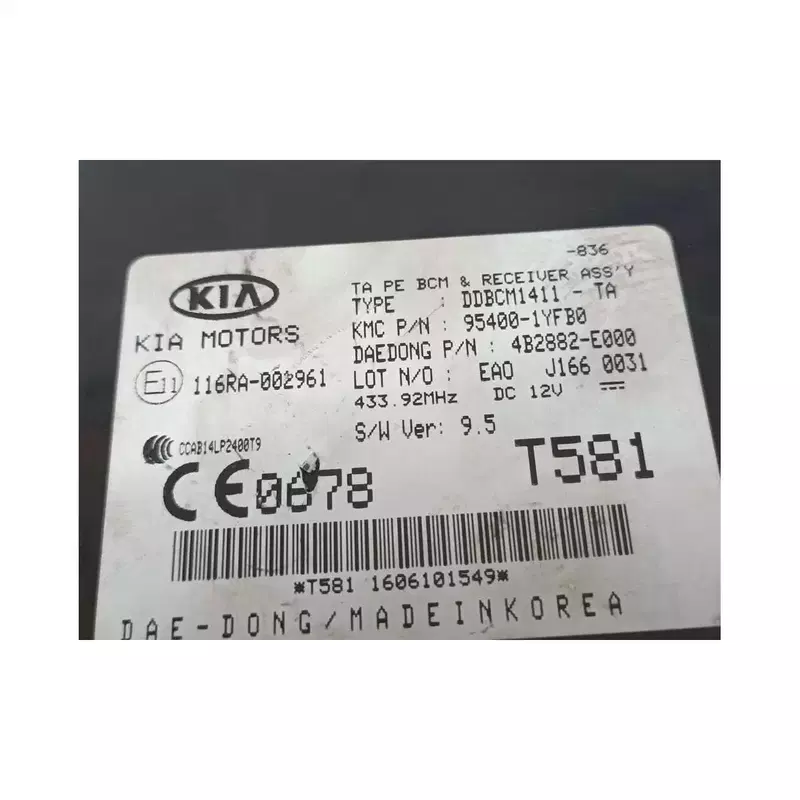 -836
KIA
TA PE BCM & RECEIVER ASS'Y
TYPE : DDBCM1411 - TA
KIA MOTORS
KMC P/N : 95400-1YFB0
DAEDONG P/N : 4B2882-E000
E11 116RA-002961
LOT N/O : EAO J166 0031
433.92MHz DC 12V
S/W Ver: 9.5
CCAB14LP2400T9
CE0678
T581
*T581 1606101549*
DAE-DONG/MADEINKOREA